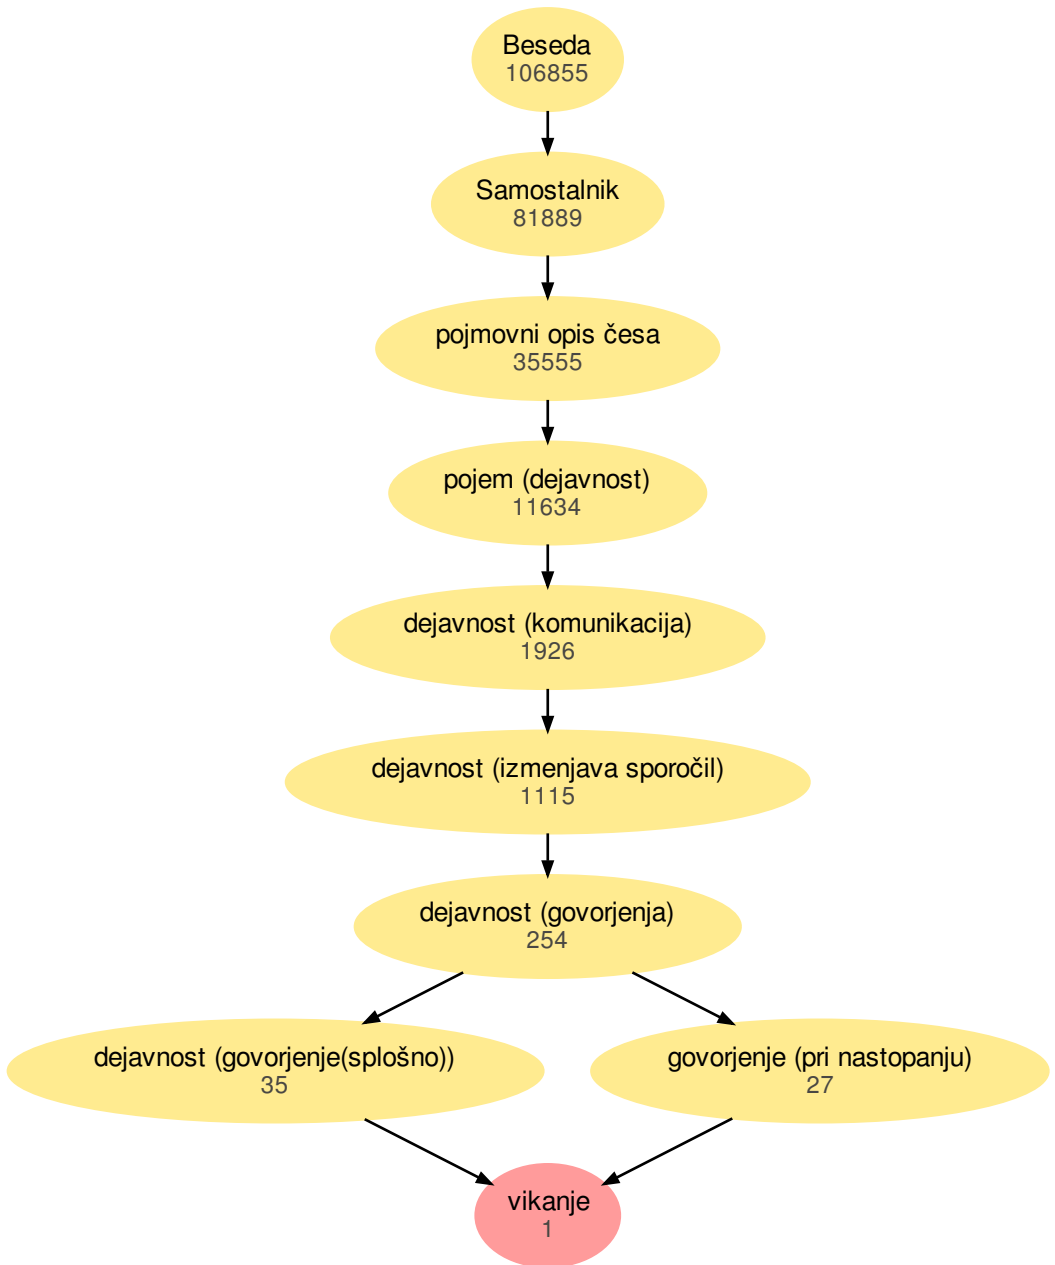 Beseda
106855
Samostalnik
81889
pojmovni opis česa
35555
pojem (dejavnost)
11634
dejavnost (komunikacija)
1926
dejavnost (izmenjava sporočil)
1115
dejavnost (govorjenja)
254
dejavnost (govorjenje(splošno))
35
govorjenje (pri nastopanju)
27
vikanje
1